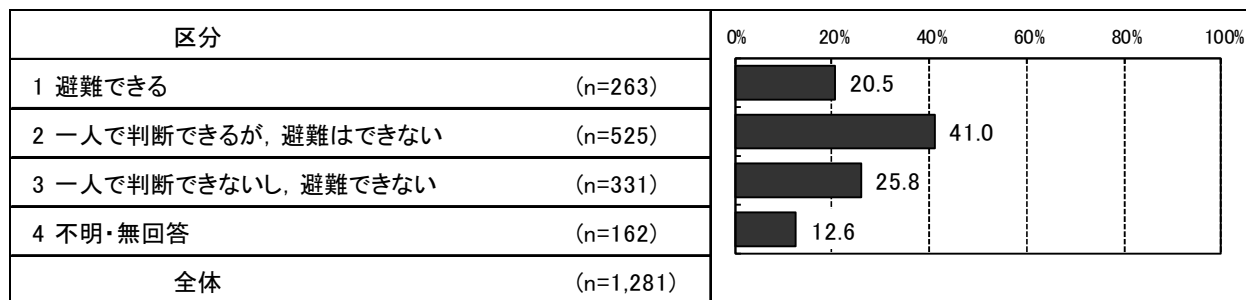 区分 0% 20% 40% 60% 80% 100%
1 避難できる (n=263) 20.5
2 一人で判断できるが，避難はできない (n=525) 41.0
3 一人で判断できないし，避難できない (n=331) 25.8
4 不明・無回答 (n=162) 12.6
全体 (n=1,281)